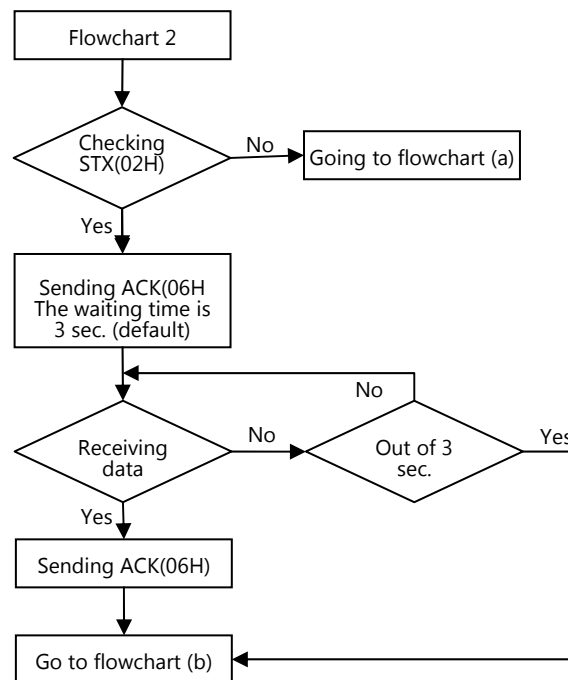 Flowchart 2
Checking
STX(02H)
No
Going to flowchart (a)
Yes
Sending ACK(06H
The waiting time is
3 sec. (default)
No
Receiving
data
No
Out of 3
sec.
Yes
Yes
Sending ACK(06H)
Go to flowchart (b)